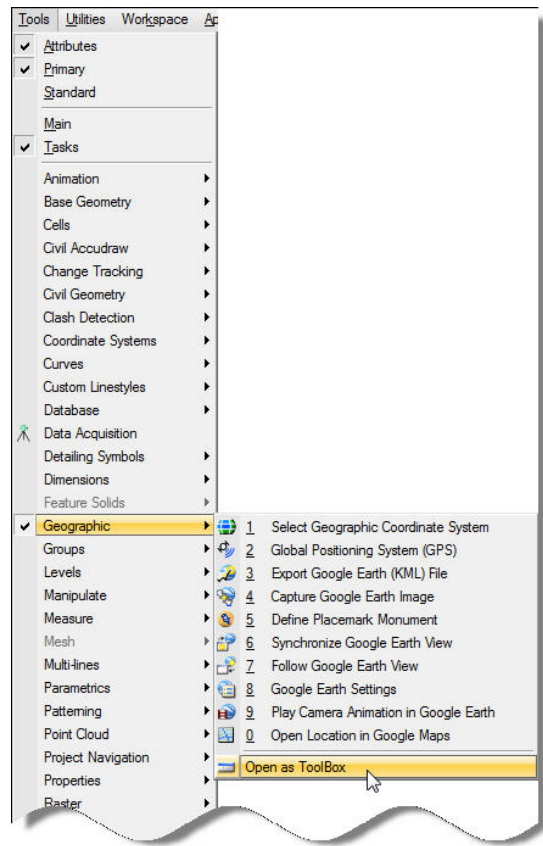 Tools Utilities Workspace Ap
Attributes
Primary
Standard
Main
Tasks
Animation
Base Geometry
Cells
Civil Accudraw
Change Tracking
Civil Geometry
Clash Detection
Coordinate Systems
Curves
Custom Linestyles
Database
Data Acquisition
Detailing Symbols
Dimensions
Feature Solids
Geographic
Groups
Levels
Manipulate
Measure
Mesh
Multi-lines
Parametrics
Patterning
Point Cloud
Project Navigation
Properties
Raster
1 Select Geographic Coordinate System
2 Global Positioning System (GPS)
3 Export Google Earth (KML) File
4 Capture Google Earth Image
5 Define Placemark Monument
6 Synchronize Google Earth View
7 Follow Google Earth View
8 Google Earth Settings
9 Play Camera Animation in Google Earth
0 Open Location in Google Maps
Open as ToolBox